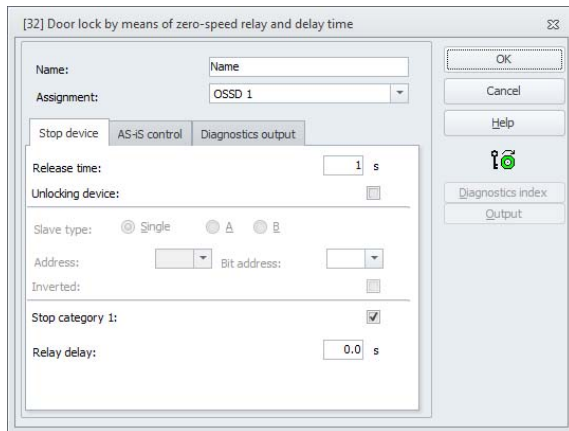 [32] Door lock by means of zero-speed relay and delay time
Name: Name
Assignment: OSSD 1
Stop device AS-iS control Diagnostics output
Release time: 1 s
Unlocking device:
Slave type: Single A B
Address: Bit address:
Inverted:
Stop category 1:
Relay delay: 0.0 s
OK
Cancel
Help
Diagnostics index
Output